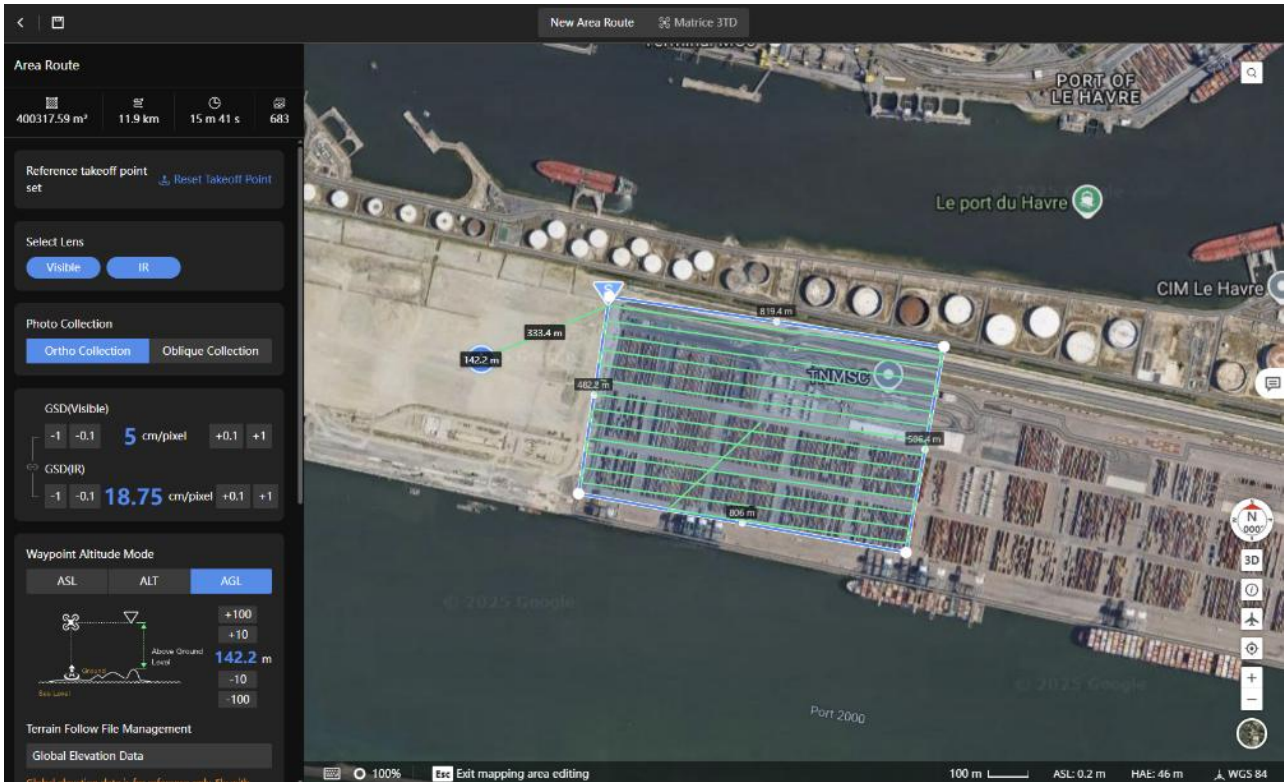 New Area Route
Matrice 3TD
Area Route
400317.59 m²
11.9 km
15 m 41 s
683
Reference takeoff point set
Reset Takeoff Point
Select Lens
Visible
IR
Photo Collection
Ortho Collection
Oblique Collection
GSD(Visible)
-1 -0.1 5 cm/pixel +0.1 +1
GSD(IR)
-1 -0.1 18.75 cm/pixel +0.1 +1
Waypoint Altitude Mode
ASL
ALT
AGL
+100
+10
Above Ground Level
142.2 m
-10
-100
Ground
Sea Level
Terrain Follow File Management
Global Elevation Data
PORT OF
LE HAVRE
Le port du Havre
CIM Le Havre
S
819.4 m
333.4 m
142.2 m
482.2 m
TNMSC
506.4 m
806 m
© 2025 Google
© 2025 Google
Port 2000
N
3D
100%
Esc Exit mapping area editing
100 m
ASL: 0.2 m
HAE: 46 m
WGS 84